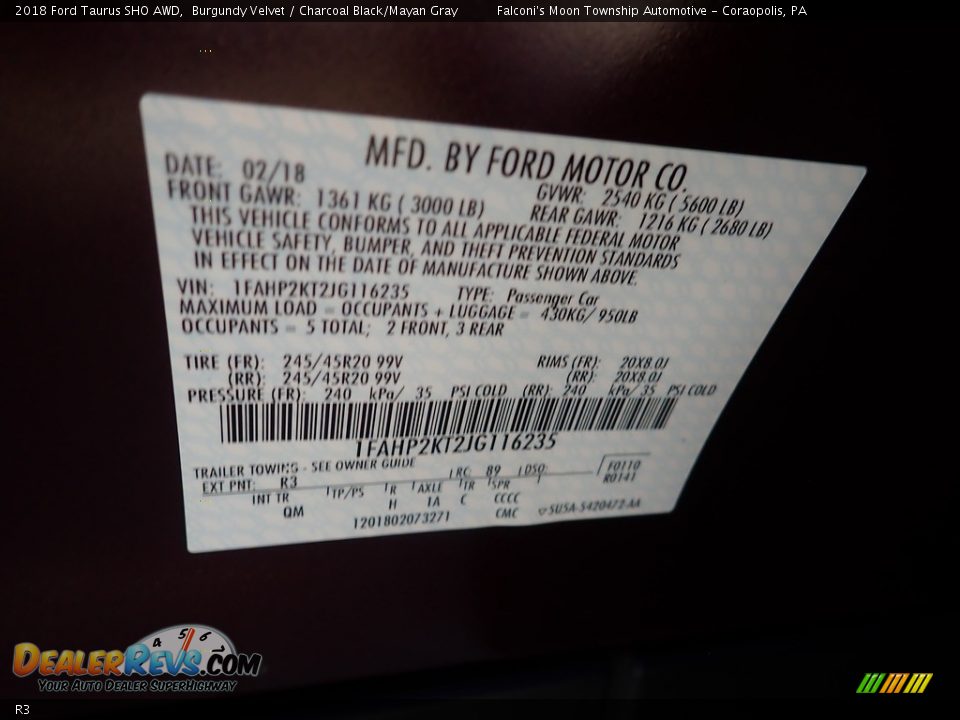 2018 Ford Taurus SHO AWD, Burgundy Velvet / Charcoal Black/Mayan Gray Falconi's Moon Township Automotive - Coraopolis, PA
MFD. BY FORD MOTOR CO.
DATE: 02/18 GVWR: 2540 KG ( 5600 LB)
FRONT GAWR: 1361 KG ( 3000 LB) REAR GAWR: 1216 KG ( 2680 LB)
THIS VEHICLE CONFORMS TO ALL APPLICABLE FEDERAL MOTOR
VEHICLE SAFETY, BUMPER, AND THEFT PREVENTION STANDARDS
IN EFFECT ON THE DATE OF MANUFACTURE SHOWN ABOVE.
VIN: 1FAHP2KT2JG116235 TYPE: Passenger Car
MAXIMUM LOAD = OCCUPANTS + LUGGAGE = 430KG/ 950LB
OCCUPANTS = 5 TOTAL; 2 FRONT, 3 REAR
TIRE (FR): 245/45R20 99V RIMS (FR): 20X8.0J
(RR): 245/45R20 99V (RR): 20X8.0J
PRESSURE (FR): 240 kPa/ 35 PSI COLD (RR): 240 kPa/ 35 PSI COLD
1FAHP2KT2JG116235
TRAILER TOWING - SEE OWNER GUIDE
EXT PNT: R3 RC: 89 DSO: F0110
R0141
INT TR TP/PS R AXLE TR SPR
QM H 1A C CCCC
1201802073271 CMC SU5A-5420472-AA
4 5 6
DEALERREVS.COM
YOUR AUTO DEALER SUPERHIGHWAY
R3